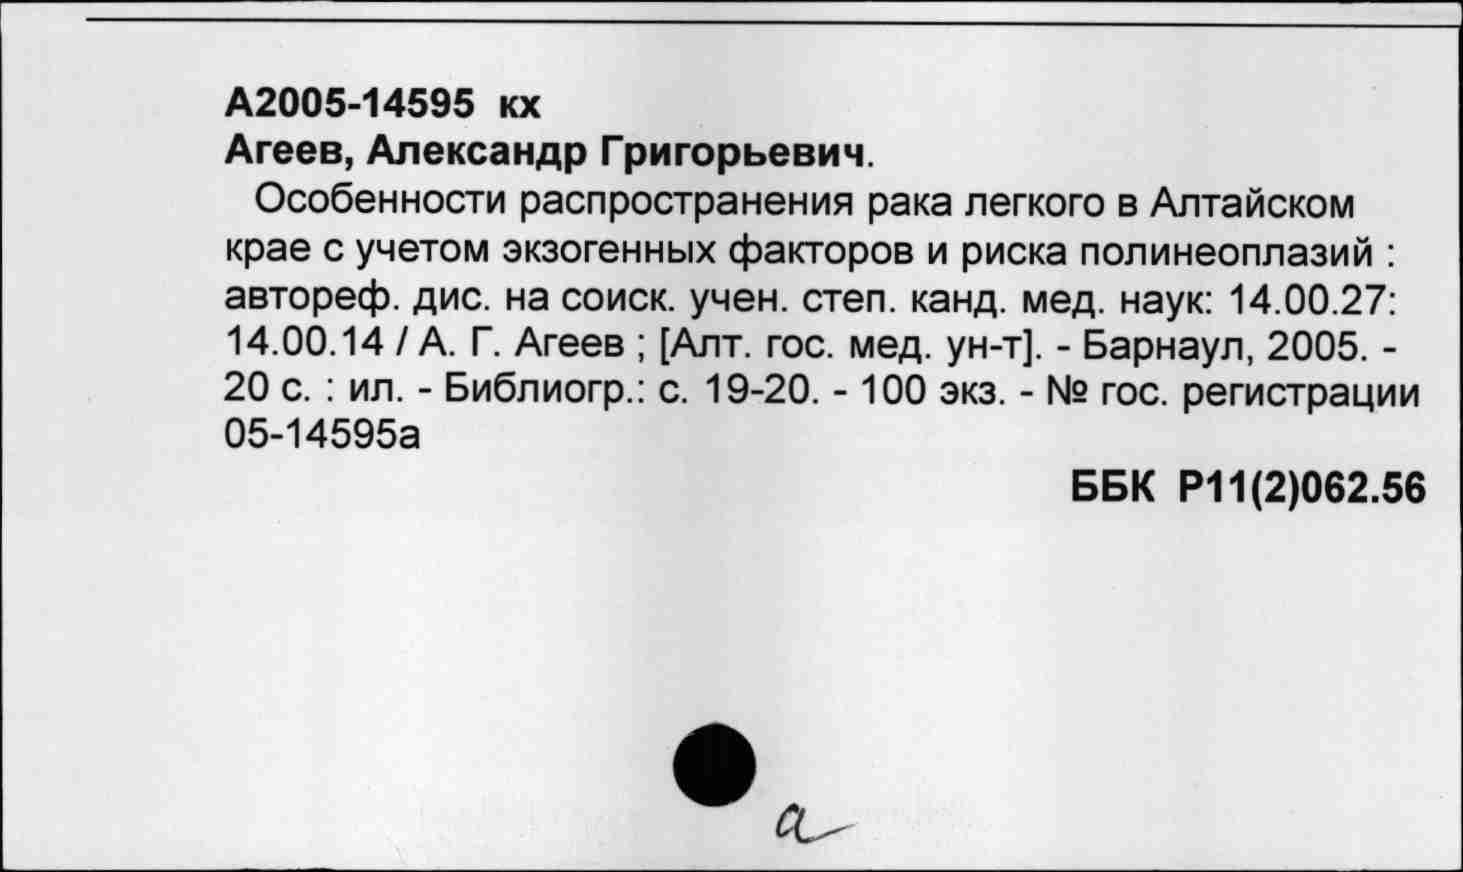 А2005-14595 кх
Агеев, Александр Григорьевич.
Особенности распространения рака легкого в Алтайском
крае с учетом экзогенных факторов и риска полинеоплазий :
автореф. дис. на соиск. учен. степ. канд. мед. наук: 14.00.27:
14.00.14 / А. Г. Агеев ; [Алт. гос. мед. ун-т]. - Барнаул, 2005. -
20 с. : ил. - Библиогр.: с. 19-20. - 100 экз. - № гос. регистрации
05-14595а
ББК Р11(2)062.56
а